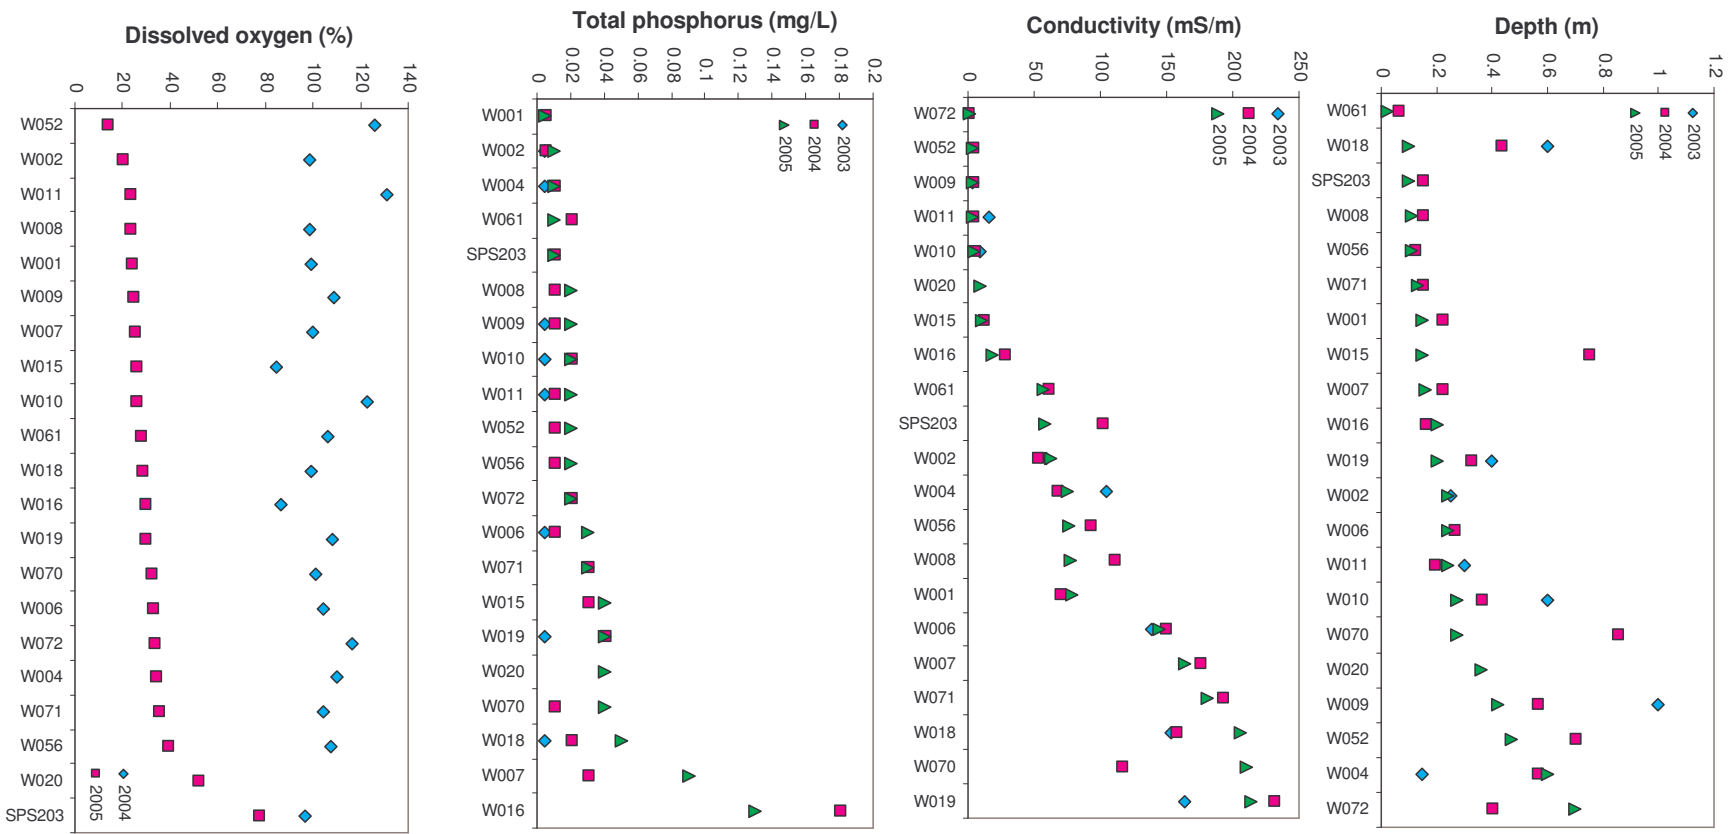 Dissolved oxygen (%)
0 20 40 60 80 100 120 140
W052
W002
W011
W008
W001
W009
W007
W015
W010
W061
W018
W016
W019
W070
W006
W072
W004
W071
W056
W020
SPS203
2004
2005
Total phosphorus (mg/L)
0 0.02 0.04 0.06 0.08 0.1 0.12 0.14 0.16 0.18 0.2
W001
W002
W004
W061
SPS203
W008
W009
W010
W011
W052
W056
W072
W006
W071
W015
W019
W020
W070
W018
W007
W016
2003
2004
2005
Conductivity (mS/m)
0 50 100 150 200 250
W072
W052
W009
W011
W010
W020
W015
W016
W061
SPS203
W002
W004
W056
W008
W001
W006
W007
W071
W018
W070
W019
2003
2004
2005
Depth (m)
0 0.2 0.4 0.6 0.8 1 1.2
W061
W018
SPS203
W008
W056
W071
W001
W015
W007
W016
W019
W002
W006
W011
W010
W070
W020
W009
W052
W004
W072
2003
2004
2005